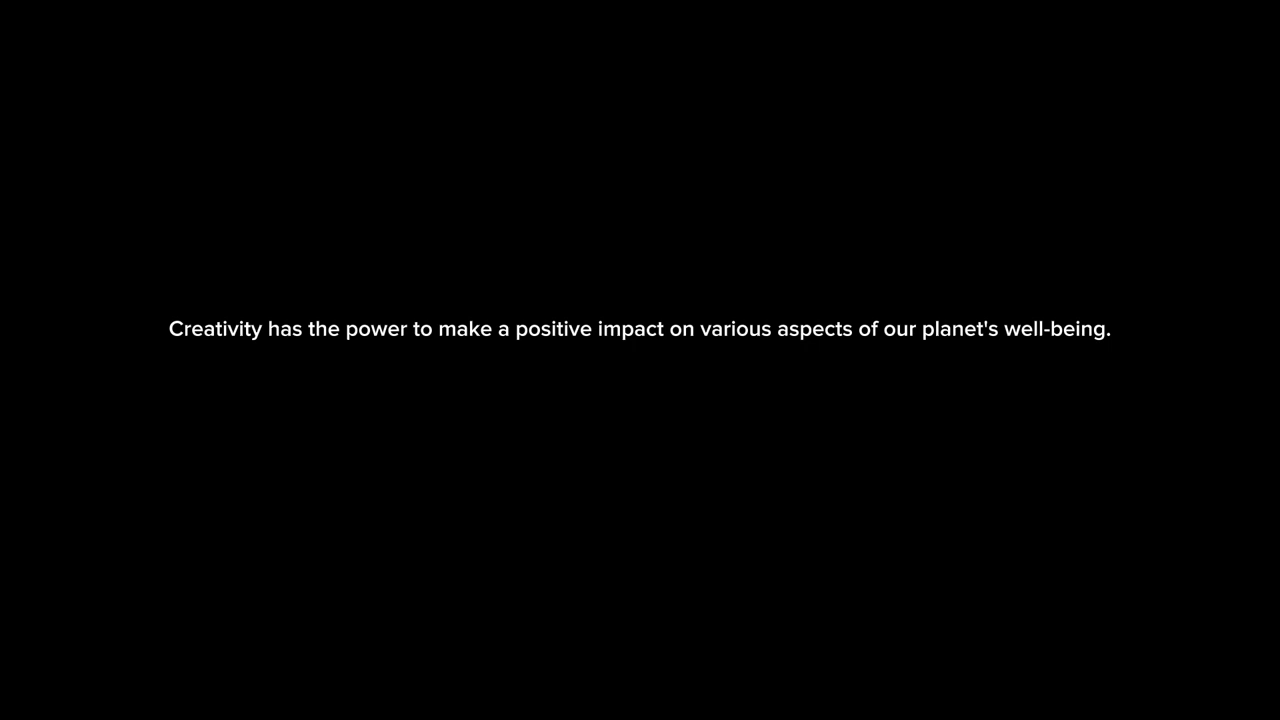 Creativity has the power to make a positive impact on various aspects of our planet's well-being.